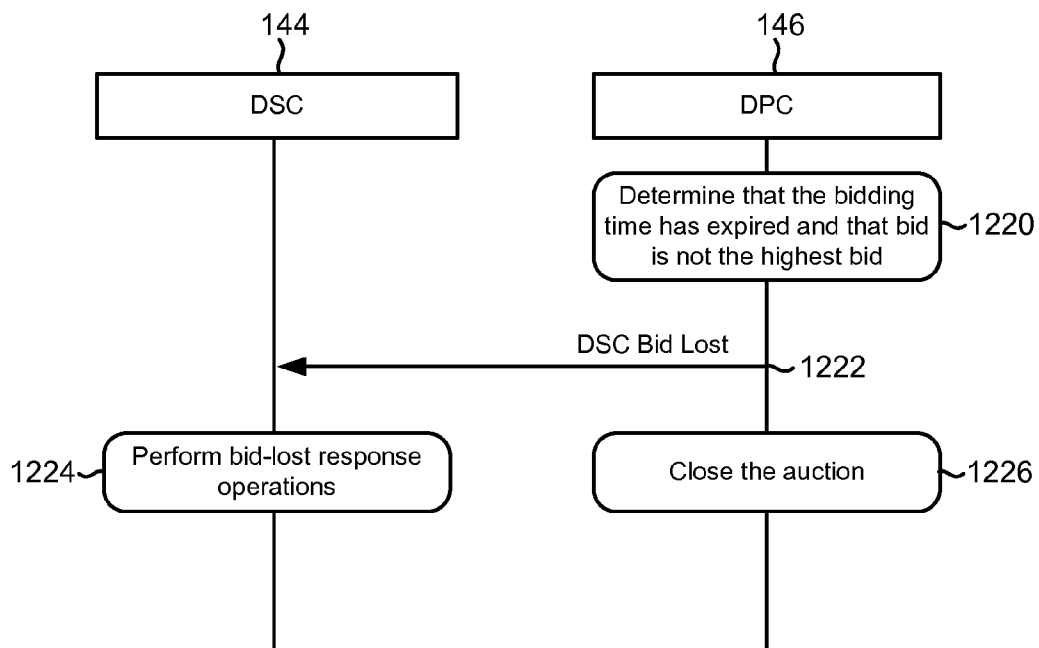 144
146
DSC
DPC
Determine that the bidding
time has expired and that bid
is not the highest bid
1220
DSC Bid Lost
1222
1224
Perform bid-lost response
operations
Close the auction
1226